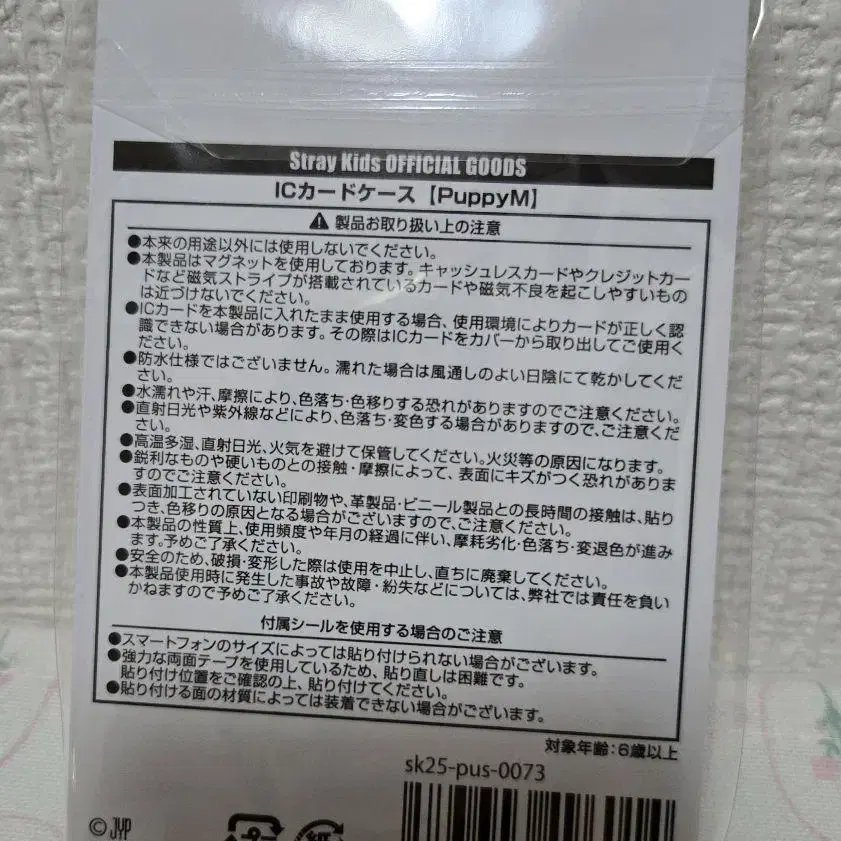 Stray Kids OFFICIAL GOODS
ICカードケース【PuppyM】
⚠ 製品お取り扱い上の注意
●本来の用途以外には使用しないでください。
●本製品はマグネットを使用しております。キャッシュレスカードやクレジットカー
ドなど磁気ストライプが搭載されているカードや磁気不良を起こしやすいもの
は近づけないでください。
●ICカードを本製品に入れたまま使用する場合、使用環境によりカードが正しく認
識できない場合があります。その際はICカードをカバーから取り出してご使用く
ださい。
●防水仕様ではございません。濡れた場合は風通しのよい日陰にて乾かしてくだ
さい。
●水濡れや汗、摩擦により、色落ち・色移りする恐れがありますのでご注意ください。
●直射日光や紫外線などにより、色落ち・変色する場合がありますので、ご注意くだ
さい。
●高温多湿、直射日光、火気を避けて保管してください。火災等の原因になります。
●鋭利なものや硬いものとの接触・摩擦によって、表面にキズがつく恐れがありま
すのでご注意ください。
●表面加工されていない印刷物や、革製品・ビニール製品との長時間の接触は、貼り
つき、色移りの原因となる場合がございますので、ご注意ください。
●本製品の性質上、使用頻度や年月の経過に伴い、摩耗劣化・色落ち・変退色が進み
ます。予めご了承ください。
●安全のため、破損・変形した際は使用を中止し、直ちに廃棄してください。
●本製品使用時に発生した事故や故障・紛失などについては、弊社では責任を負い
かねますので予めご了承ください。
付属シールを使用する場合のご注意
●スマートフォンのサイズによっては貼り付けられない場合がございます。
●強力な両面テープを使用しているため、貼り直しは困難です。
貼り付け位置をご確認の上、貼り付けてください。
●貼り付ける面の材質によっては装着できない場合がございます。
対象年齢:6歳以上
sk25-pus-0073
© JYP
プ
紙